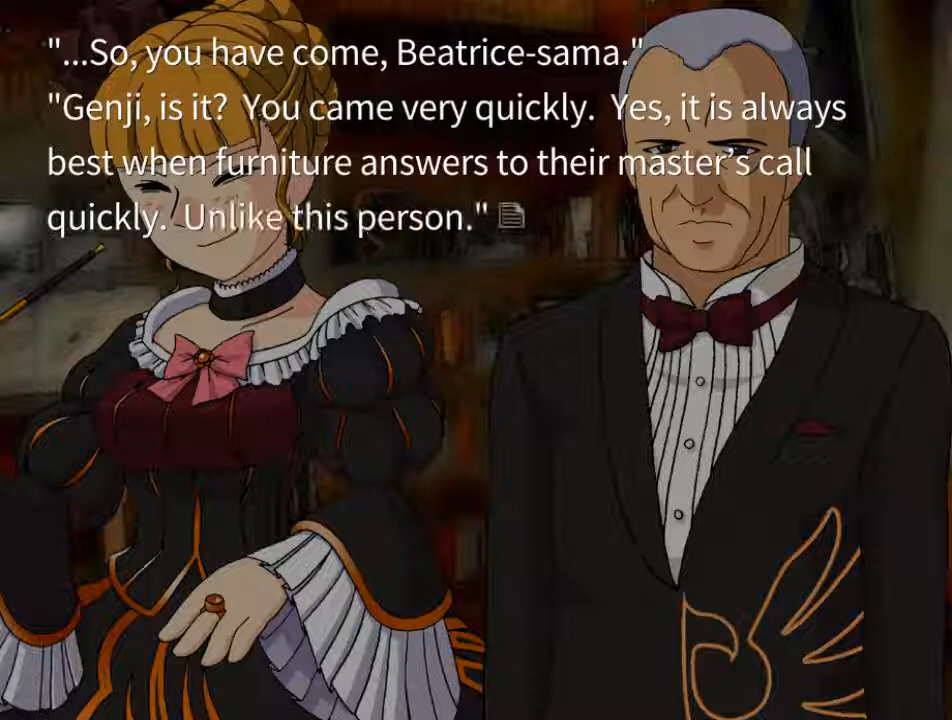 "...So, you have come, Beatrice-sama."
"Genji, is it?  You came very quickly.  Yes, it is always
best when furniture answers to their master's call
quickly.  Unlike this person."